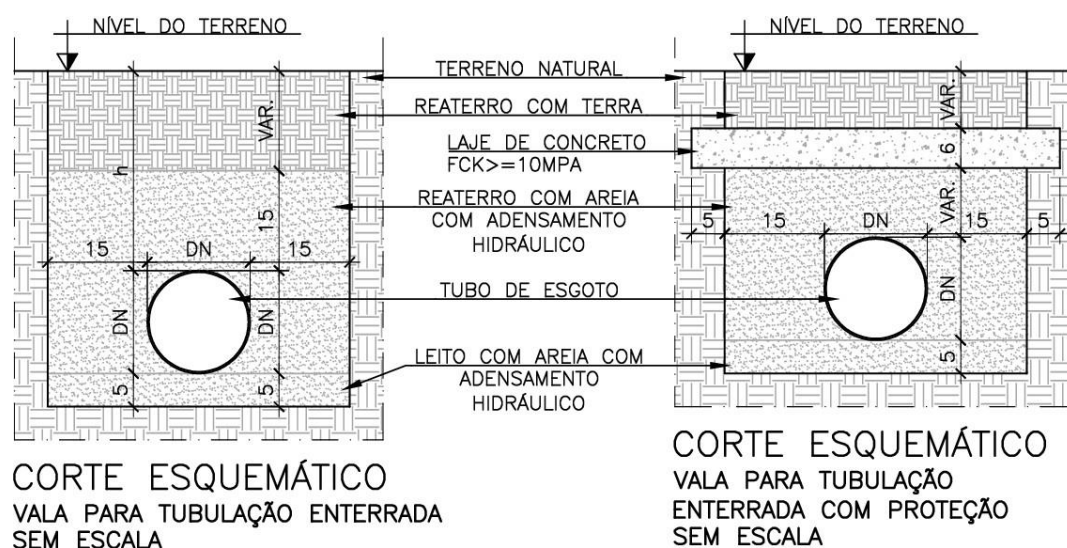 NÍVEL DO TERRENO
NÍVEL DO TERRENO
TERRENO NATURAL
REATERRO COM TERRA
LAJE DE CONCRETO
FCK>=10MPA
REATERRO COM AREIA
COM ADENSAMENTO
HIDRÁULICO
TUBO DE ESGOTO
LEITO COM AREIA COM
ADENSAMENTO
HIDRÁULICO
h
VAR.
15
15
DN
15
DN
DN
5
5
VAR.
6
VAR.
5
15
DN
15
5
DN
5
CORTE ESQUEMÁTICO
VALA PARA TUBULAÇÃO ENTERRADA
SEM ESCALA
CORTE ESQUEMÁTICO
VALA PARA TUBULAÇÃO
ENTERRADA COM PROTEÇÃO
SEM ESCALA